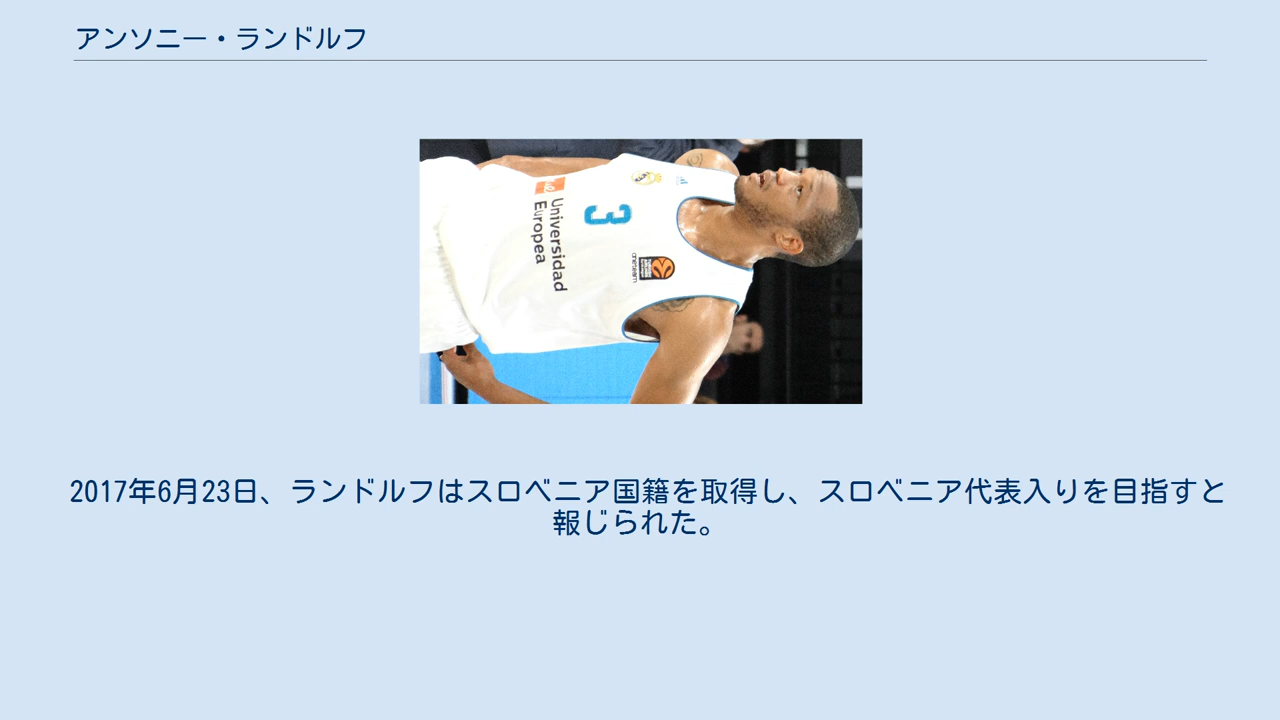 アンソニー・ランドルフ
3
Universidad
Europea
2017年6月23日、ランドルフはスロベニア国籍を取得し、スロベニア代表入りを目指すと
報じられた。